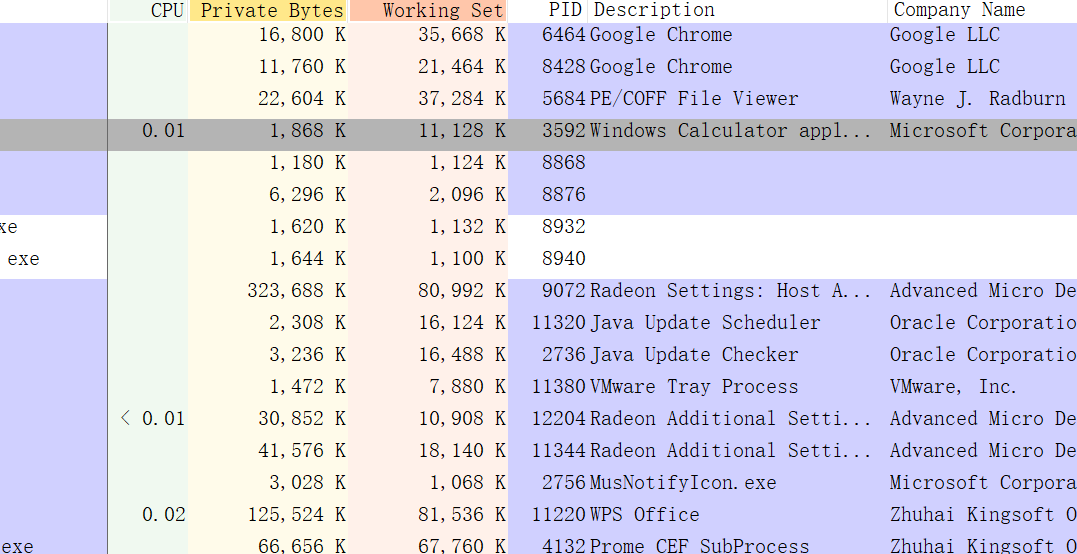 CPU Private Bytes Working Set PID Description Company Name
16,800 K 35,668 K 6464 Google Chrome Google LLC
11,760 K 21,464 K 8428 Google Chrome Google LLC
22,604 K 37,284 K 5684 PE/COFF File Viewer Wayne J. Radburn
0.01 1,868 K 11,128 K 3592 Windows Calculator appl... Microsoft Corpora
1,180 K 1,124 K 8868
6,296 K 2,096 K 8876
xe 1,620 K 1,132 K 8932
exe 1,644 K 1,100 K 8940
323,688 K 80,992 K 9072 Radeon Settings: Host A... Advanced Micro De
2,308 K 16,124 K 11320 Java Update Scheduler Oracle Corporatio
3,236 K 16,488 K 2736 Java Update Checker Oracle Corporatio
1,472 K 7,880 K 11380 VMware Tray Process VMware, Inc.
< 0.01 30,852 K 10,908 K 12204 Radeon Additional Setti... Advanced Micro De
41,576 K 18,140 K 11344 Radeon Additional Setti... Advanced Micro De
3,028 K 1,068 K 2756 MusNotifyIcon.exe Microsoft Corpora
0.02 125,524 K 81,536 K 11220 WPS Office Zhuhai Kingsoft O
exe 66,656 K 67,760 K 4132 Prome CEF SubProcess Zhuhai Kingsoft O